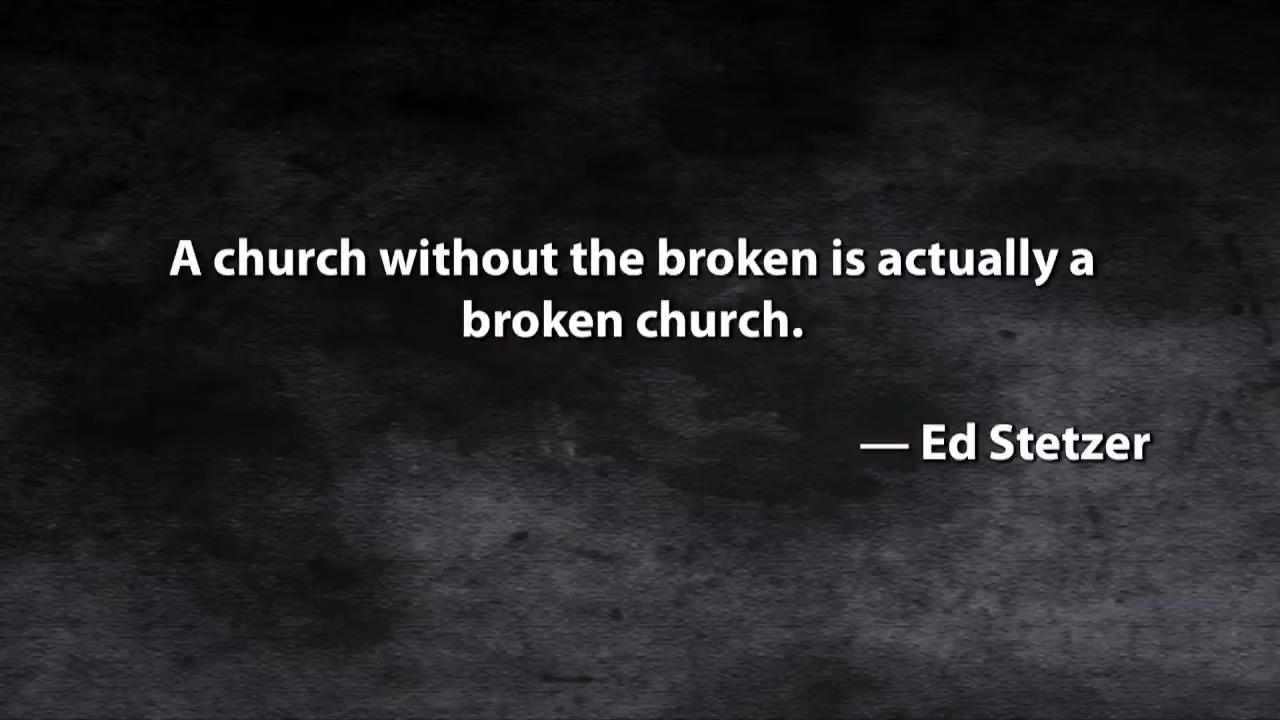 A church without the broken is actually a
broken church.
— Ed Stetzer